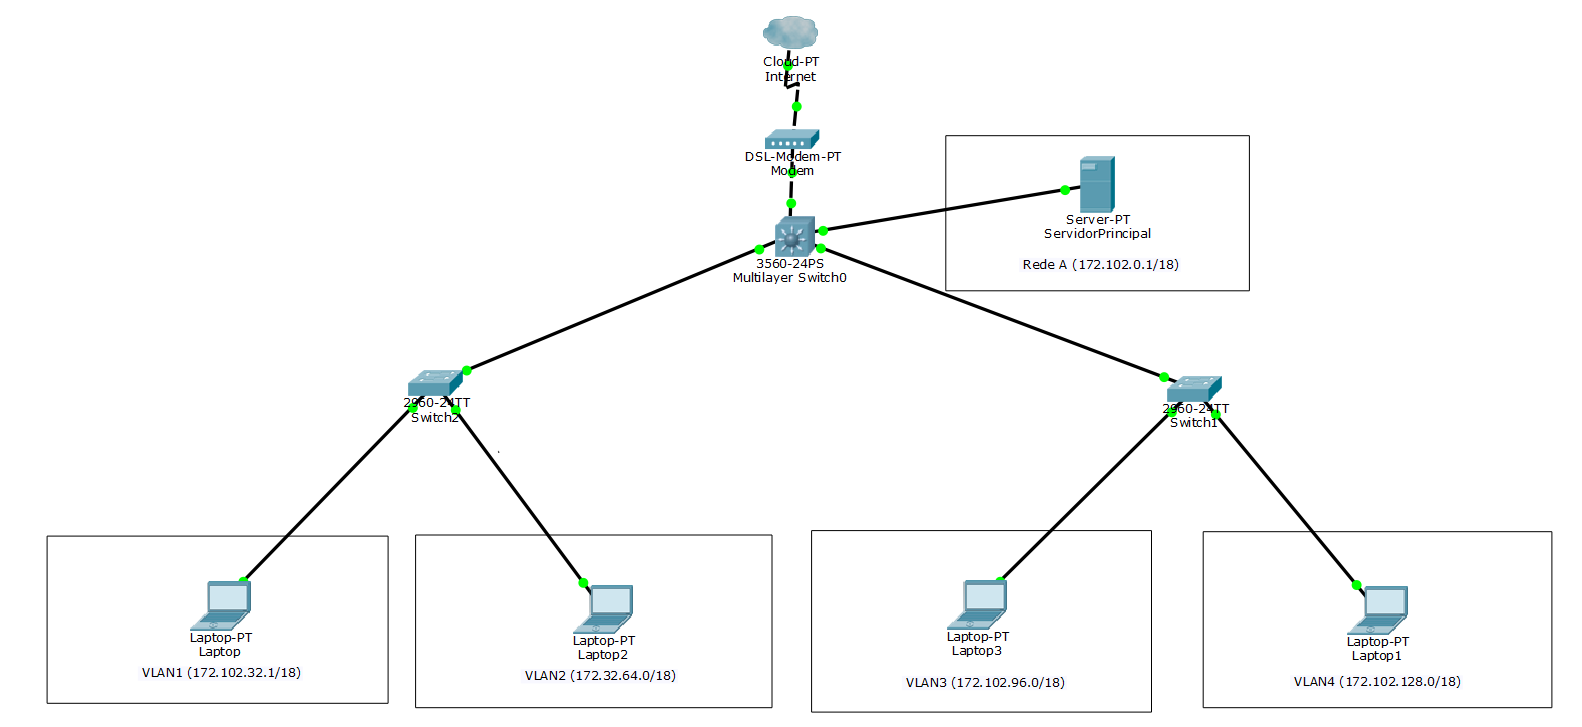 Cloud-PT
Internet
DSL-Modem-PT
Modem
Server-PT
ServidorPrincipal
Rede A (172.102.0.1/18)
3560-24PS
Multilayer Switch0
2960-24TT
Switch2
2960-24TT
Switch1
Laptop-PT
Laptop
VLAN1 (172.102.32.1/18)
Laptop-PT
Laptop2
VLAN2 (172.32.64.0/18)
Laptop-PT
Laptop3
VLAN3 (172.102.96.0/18)
Laptop-PT
Laptop1
VLAN4 (172.102.128.0/18)